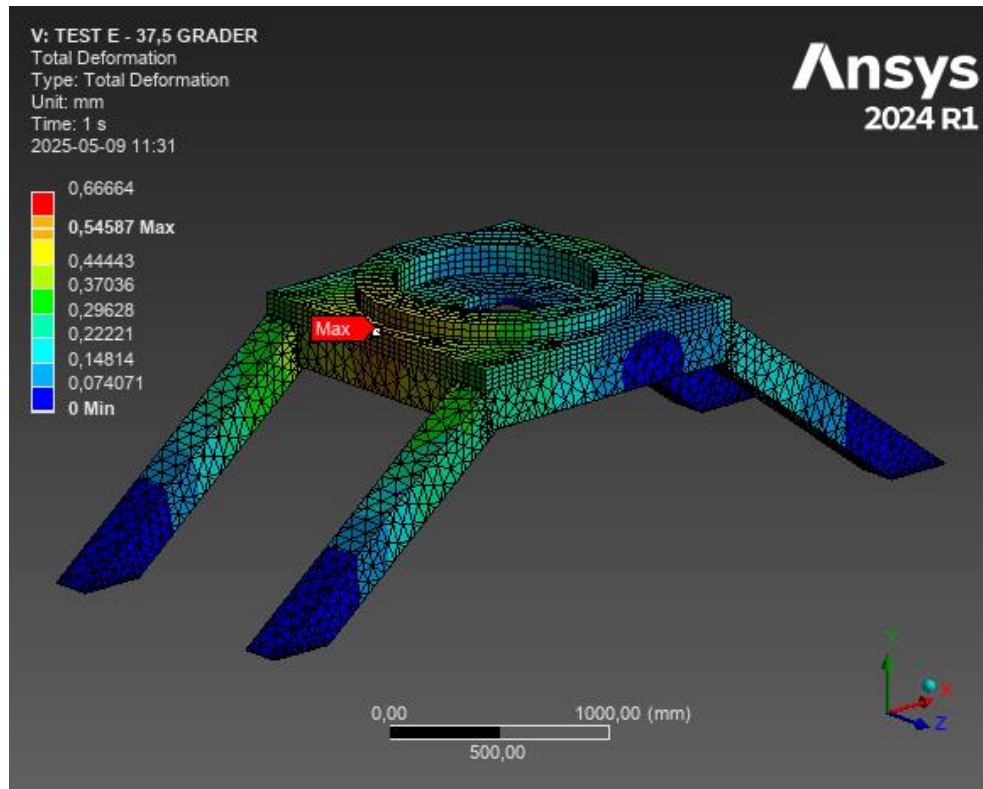 V: TEST E - 37,5 GRADER
Total Deformation
Type: Total Deformation
Unit: mm
Time: 1 s
2025-05-09 11:31
Ansys
2024 R1
0,66664
0,54587 Max
0,44443
0,37036
0,29628
0,22221
0,14814
0,074071
0 Min
Max
Y
X
Z
0,00 1000,00 (mm)
500,00